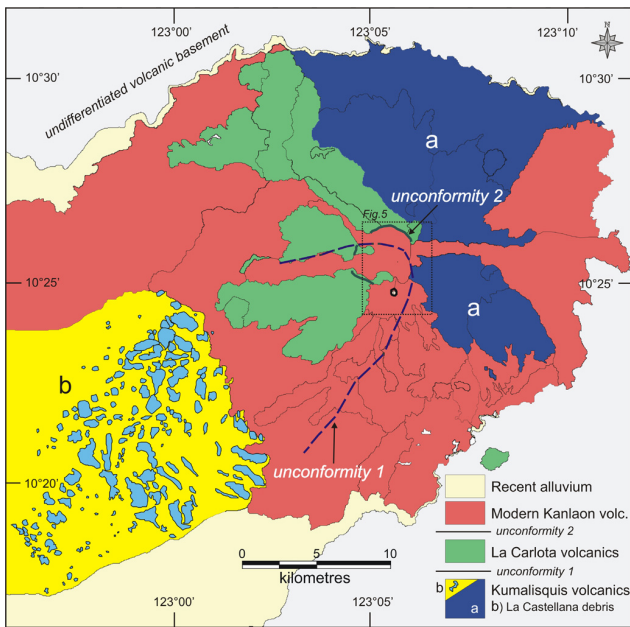 123°00'
123°05'
123°10'
10°30'
10°30'
undifferentiated volcanic basement
a
unconformity 2
Fig.5
10°25'
10°25'
a
b
unconformity 1
10°20'
Recent alluvium
Modern Kanlaon volc.
unconformity 2
La Carlota volcanics
unconformity 1
b
a
Kumalisquis volcanics
b) La Castellana debris
0 5 10
kilometres
123°00'
123°05'